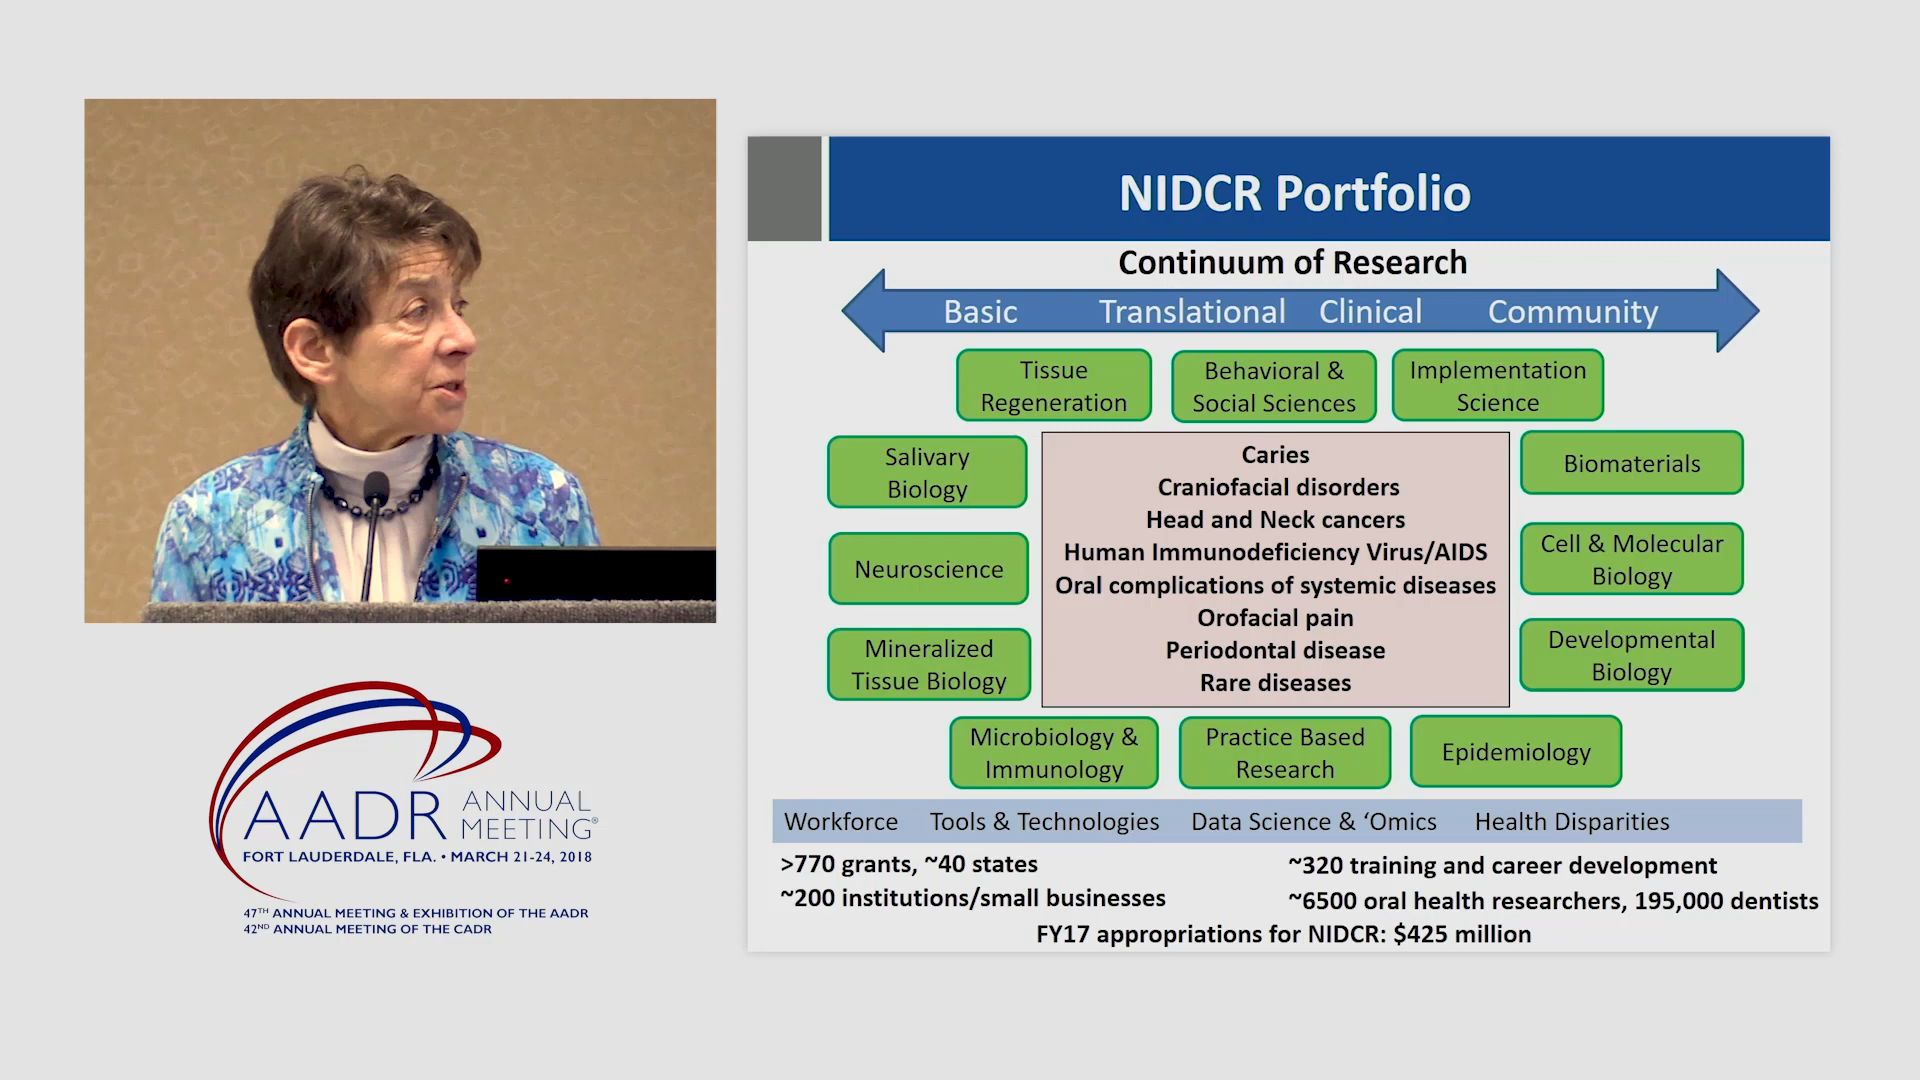 NIDCR Portfolio
Continuum of Research
Basic Translational Clinical Community
Tissue
Regeneration
Behavioral &
Social Sciences
Implementation
Science
Salivary
Biology
Neuroscience
Mineralized
Tissue Biology
Caries
Craniofacial disorders
Head and Neck cancers
Human Immunodeficiency Virus/AIDS
Oral complications of systemic diseases
Orofacial pain
Periodontal disease
Rare diseases
Biomaterials
Cell & Molecular
Biology
Developmental
Biology
Microbiology &
Immunology
Practice Based
Research
Epidemiology
Workforce Tools & Technologies Data Science & ‘Omics Health Disparities
>770 grants, ~40 states
~200 institutions/small businesses
~320 training and career development
~6500 oral health researchers, 195,000 dentists
FY17 appropriations for NIDCR: $425 million
AADR ANNUAL
MEETING®
FORT LAUDERDALE, FLA. • MARCH 21-24, 2018
47TH ANNUAL MEETING & EXHIBITION OF THE AADR
42ND ANNUAL MEETING OF THE CADR